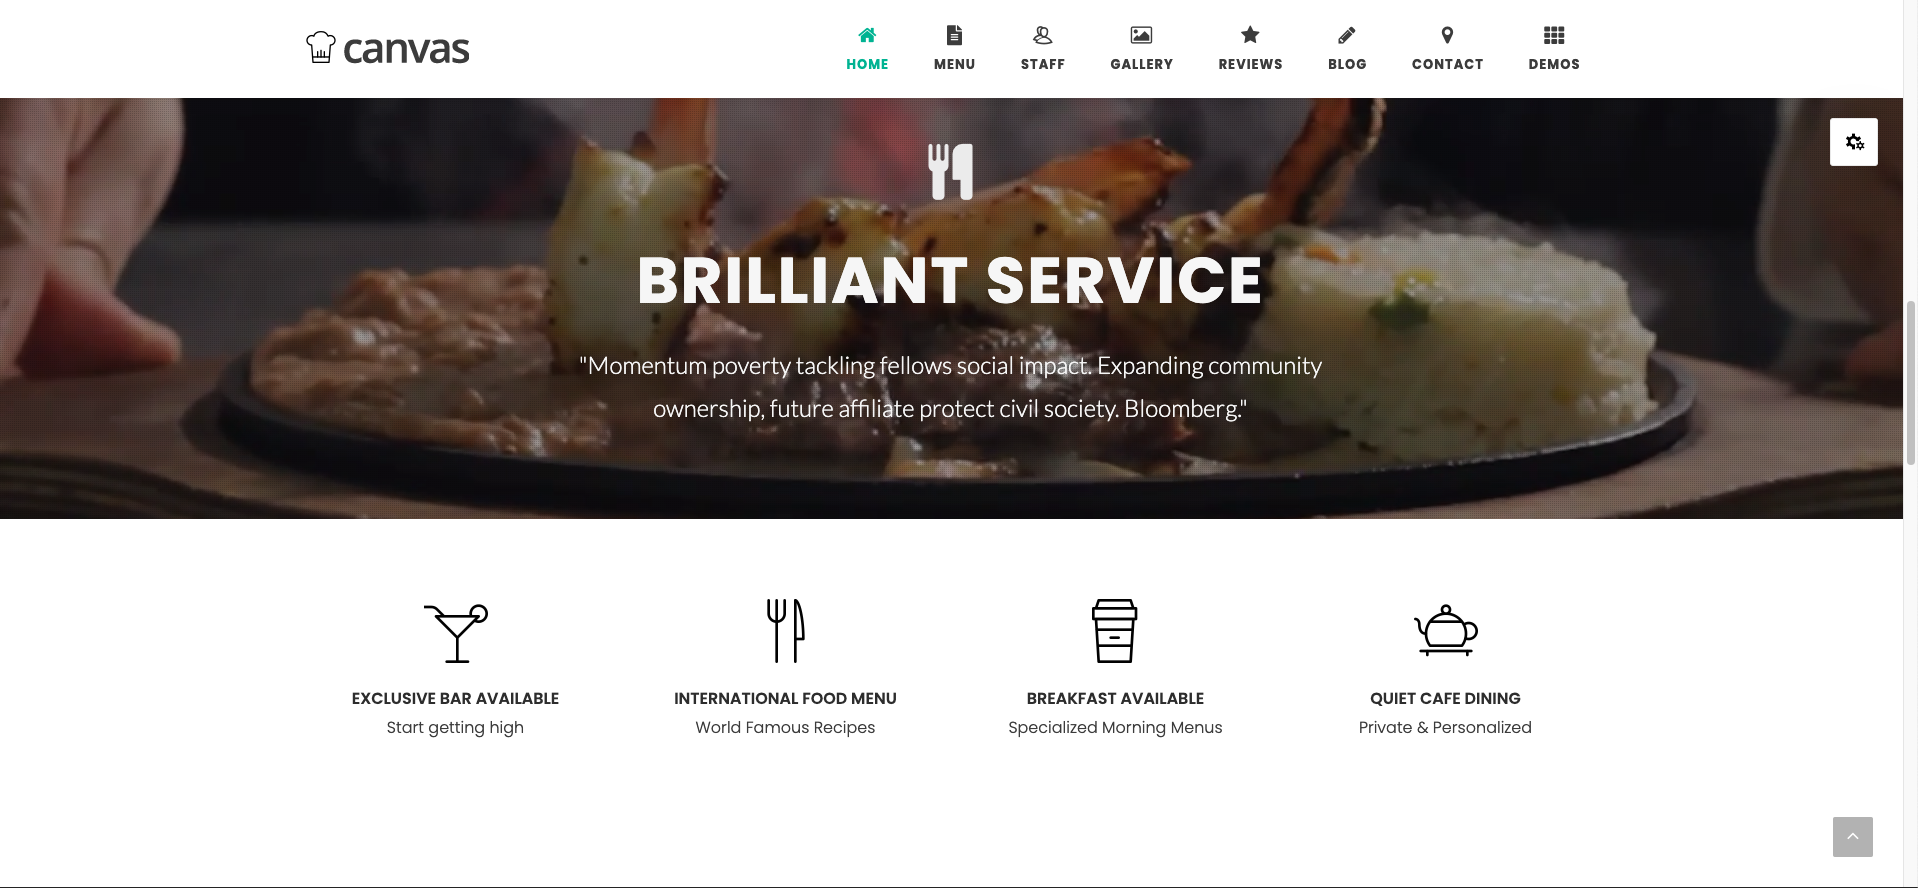 canvas
HOME
MENU
STAFF
GALLERY
REVIEWS
BLOG
CONTACT
DEMOS
BRILLIANT SERVICE
"Momentum poverty tackling fellows social impact. Expanding community
ownership, future affiliate protect civil society. Bloomberg."
EXCLUSIVE BAR AVAILABLE
Start getting high
INTERNATIONAL FOOD MENU
World Famous Recipes
BREAKFAST AVAILABLE
Specialized Morning Menus
QUIET CAFE DINING
Private & Personalized